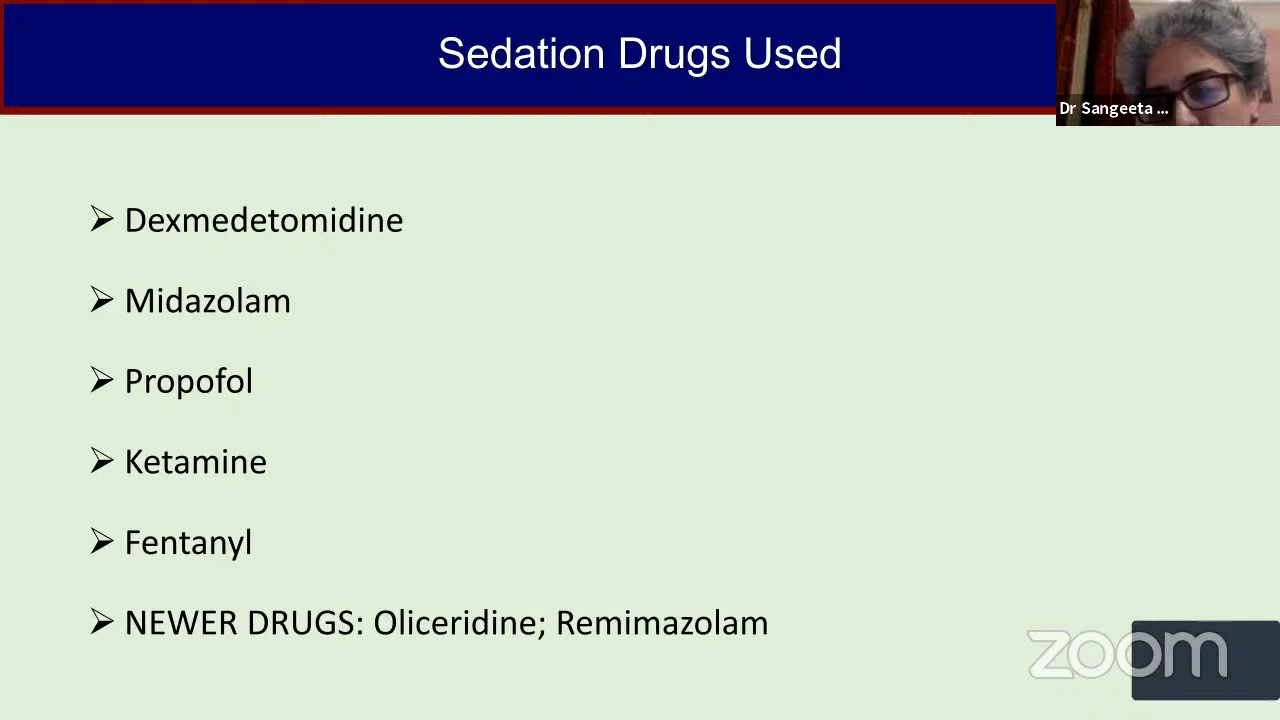 Sedation Drugs Used
Dr Sangeeta ...
➢ Dexmedetomidine
➢ Midazolam
➢ Propofol
➢ Ketamine
➢ Fentanyl
➢ NEWER DRUGS: Oliceridine; Remimazolam
zoom